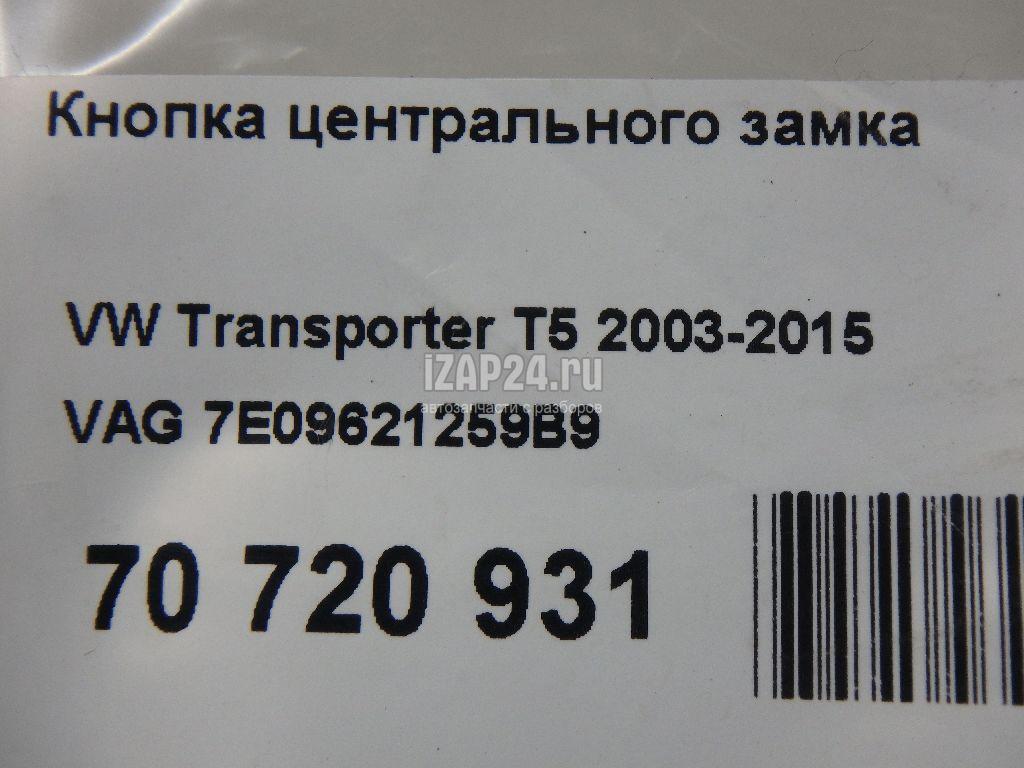 Кнопка центрального замка
VW Transporter T5 2003-2015
iZAP24.ru
автозапчасти с разборов
VAG 7E09621259B9
70 720 931